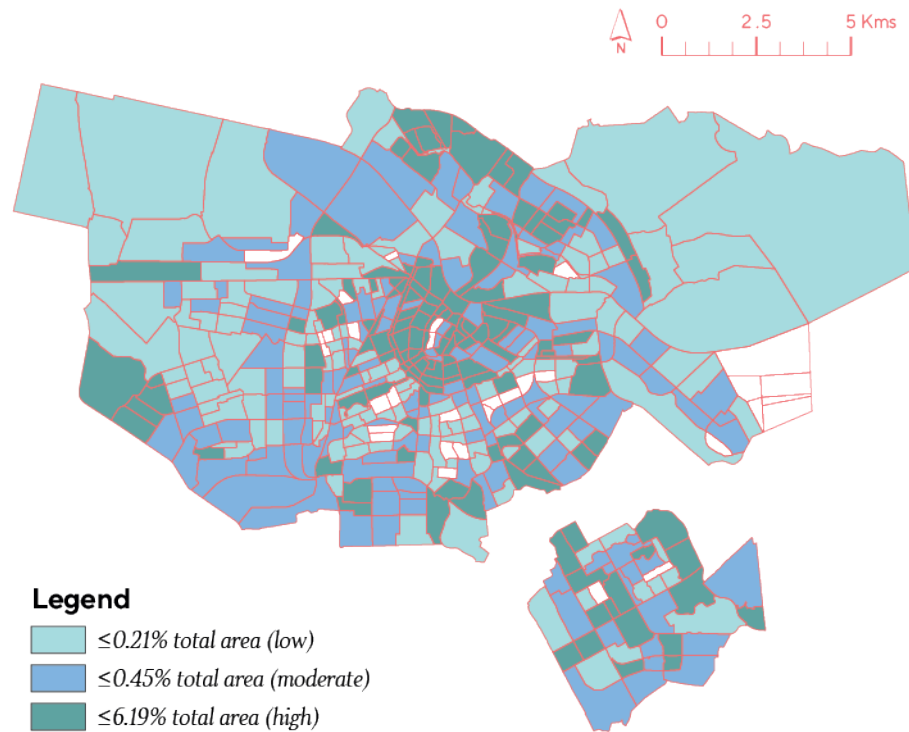 0 2.5 5 Kms
N
Legend
≤0.21% total area (low)
≤0.45% total area (moderate)
≤6.19% total area (high)